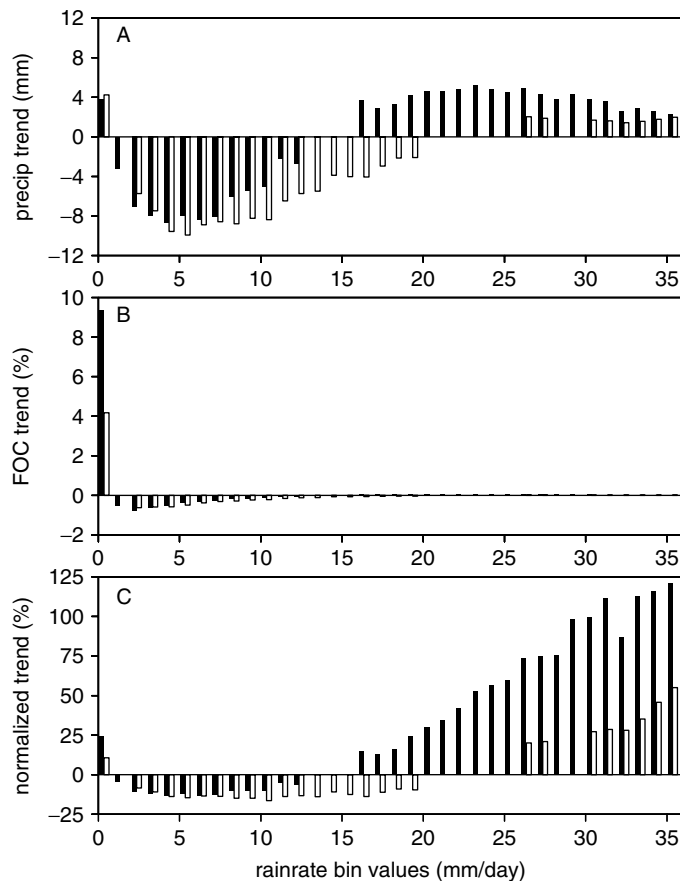 A
precip trend (mm)
12
8
4
0
−4
−8
−12
0 5 10 15 20 25 30 35
B
FOC trend (%)
10
8
6
4
2
0
−2
0 5 10 15 20 25 30 35
C
normalized trend (%)
125
100
75
50
25
0
−25
0 5 10 15 20 25 30 35
rainrate bin values (mm/day)